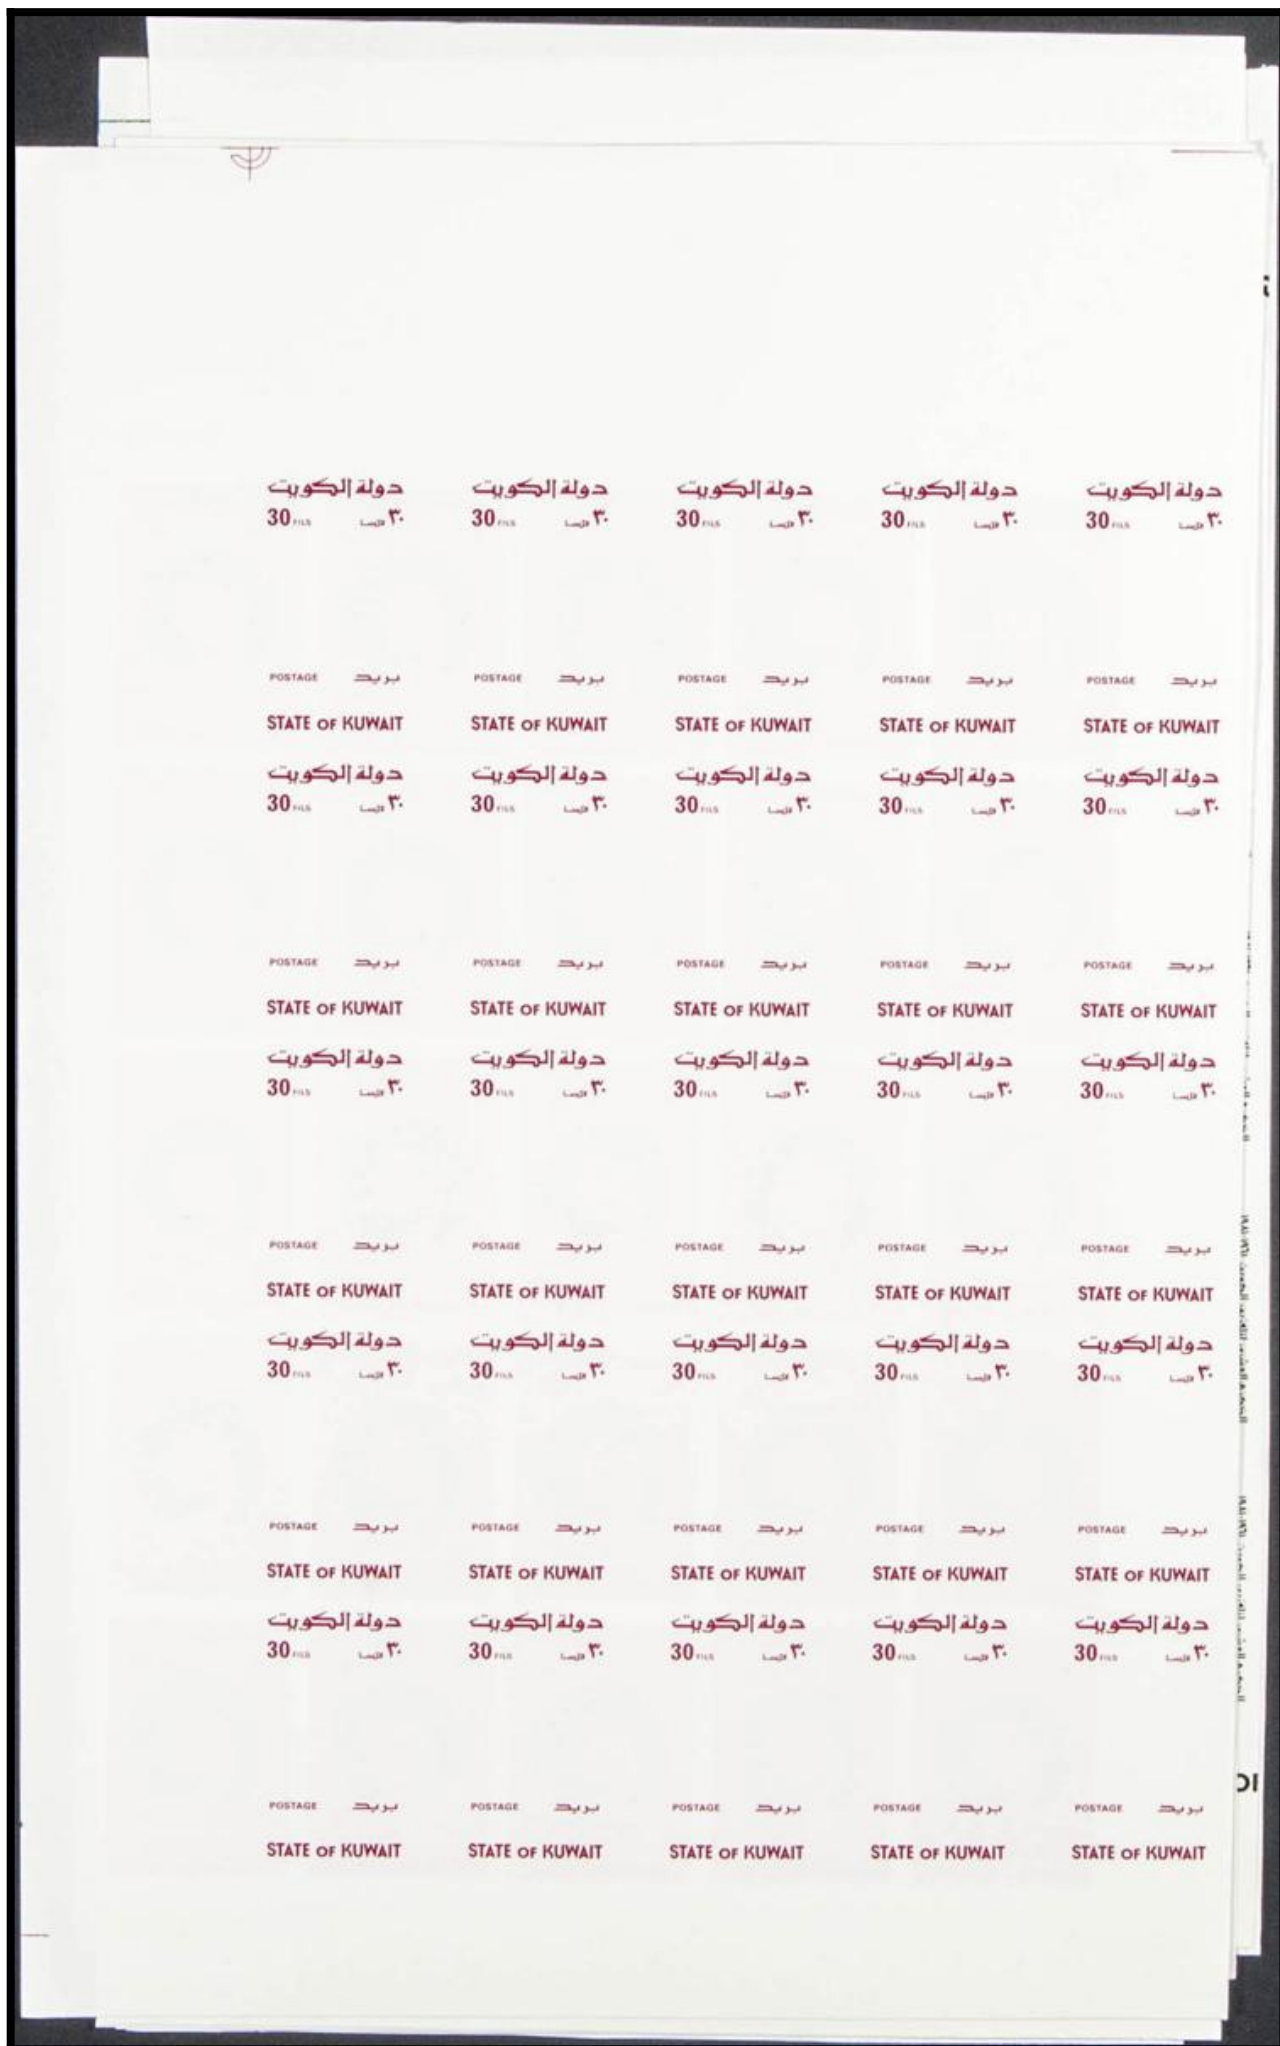 دولة الكويت دولة الكويت دولة الكويت دولة الكويت دولة الكويت
30 FILS ٣٠ فلسا 30 FILS ٣٠ فلسا 30 FILS ٣٠ فلسا 30 FILS ٣٠ فلسا 30 FILS ٣٠ فلسا
POSTAGE بريد POSTAGE بريد POSTAGE بريد POSTAGE بريد POSTAGE بريد
STATE OF KUWAIT STATE OF KUWAIT STATE OF KUWAIT STATE OF KUWAIT STATE OF KUWAIT
دولة الكويت دولة الكويت دولة الكويت دولة الكويت دولة الكويت
30 FILS ٣٠ فلسا 30 FILS ٣٠ فلسا 30 FILS ٣٠ فلسا 30 FILS ٣٠ فلسا 30 FILS ٣٠ فلسا
POSTAGE بريد POSTAGE بريد POSTAGE بريد POSTAGE بريد POSTAGE بريد
STATE OF KUWAIT STATE OF KUWAIT STATE OF KUWAIT STATE OF KUWAIT STATE OF KUWAIT
دولة الكويت دولة الكويت دولة الكويت دولة الكويت دولة الكويت
30 FILS ٣٠ فلسا 30 FILS ٣٠ فلسا 30 FILS ٣٠ فلسا 30 FILS ٣٠ فلسا 30 FILS ٣٠ فلسا
POSTAGE بريد POSTAGE بريد POSTAGE بريد POSTAGE بريد POSTAGE بريد
STATE OF KUWAIT STATE OF KUWAIT STATE OF KUWAIT STATE OF KUWAIT STATE OF KUWAIT
دولة الكويت دولة الكويت دولة الكويت دولة الكويت دولة الكويت
30 FILS ٣٠ فلسا 30 FILS ٣٠ فلسا 30 FILS ٣٠ فلسا 30 FILS ٣٠ فلسا 30 FILS ٣٠ فلسا
POSTAGE بريد POSTAGE بريد POSTAGE بريد POSTAGE بريد POSTAGE بريد
STATE OF KUWAIT STATE OF KUWAIT STATE OF KUWAIT STATE OF KUWAIT STATE OF KUWAIT
دولة الكويت دولة الكويت دولة الكويت دولة الكويت دولة الكويت
30 FILS ٣٠ فلسا 30 FILS ٣٠ فلسا 30 FILS ٣٠ فلسا 30 FILS ٣٠ فلسا 30 FILS ٣٠ فلسا
POSTAGE بريد POSTAGE بريد POSTAGE بريد POSTAGE بريد POSTAGE بريد
STATE OF KUWAIT STATE OF KUWAIT STATE OF KUWAIT STATE OF KUWAIT STATE OF KUWAIT